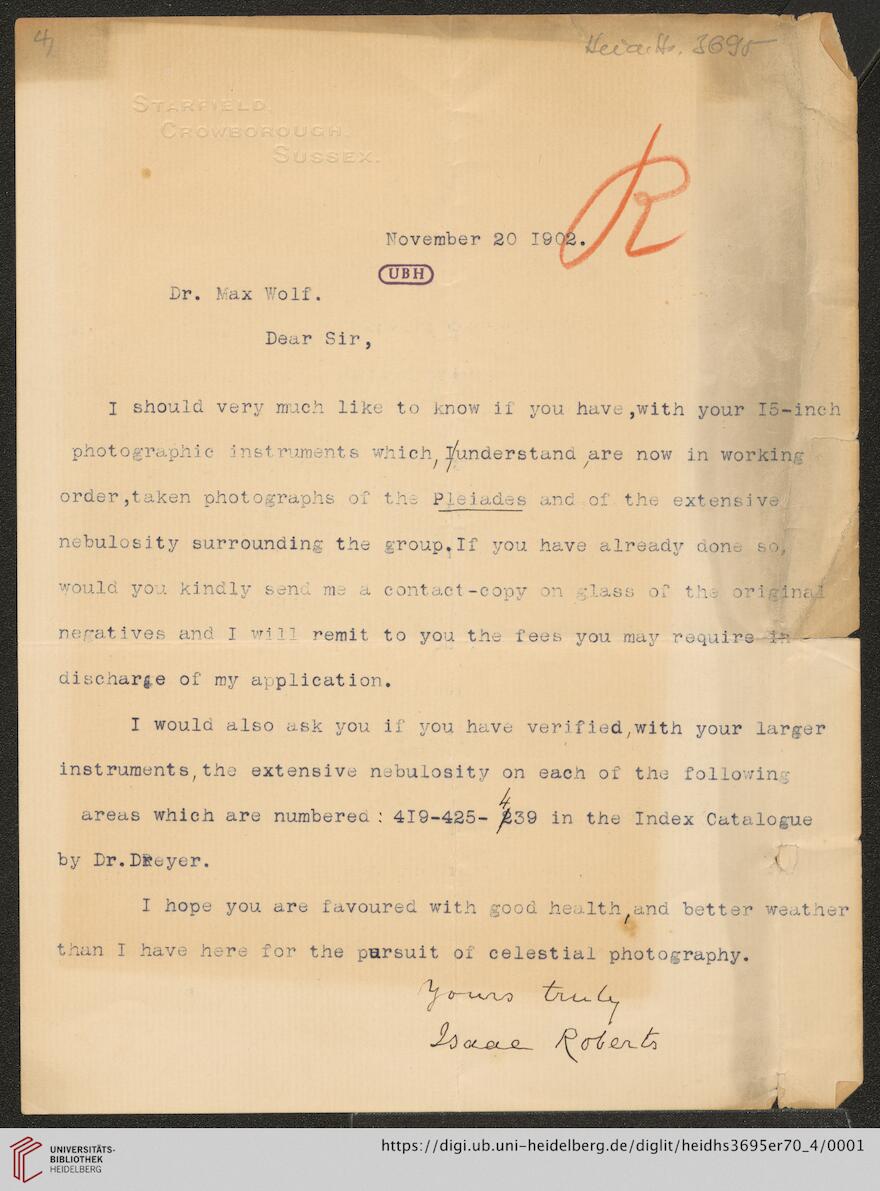 4)
Heid.Hs. 3695
STARFIELD.
CROWBOROUGH.
SUSSEX.
R
November 20 I902.
UBH
Dr. Max Wolf.
Dear Sir,
I should very much like to know if you have,with your I5-inch
photographic instruments which, I understand ,are now in working
order,taken photographs of the Pleiades and of the extensive
nebulosity surrounding the group.If you have already done so,
would you kindly send me a contact-copy on glass of the original
negatives and I will remit to you the fees you may require in
discharge of my application.
I would also ask you if you have verified,with your larger
instruments,the extensive nebulosity on each of the following
areas which are numbered: 4I9-425- 439 in the Index Catalogue
by Dr.Dreyer.
I hope you are favoured with good health,and better weather
than I have here for the pursuit of celestial photography.
Yours truly
Isaac Roberts
UNIVERSITÄTS-
BIBLIOTHEK
HEIDELBERG
https://digi.ub.uni-heidelberg.de/diglit/heidhs3695er70_4/0001